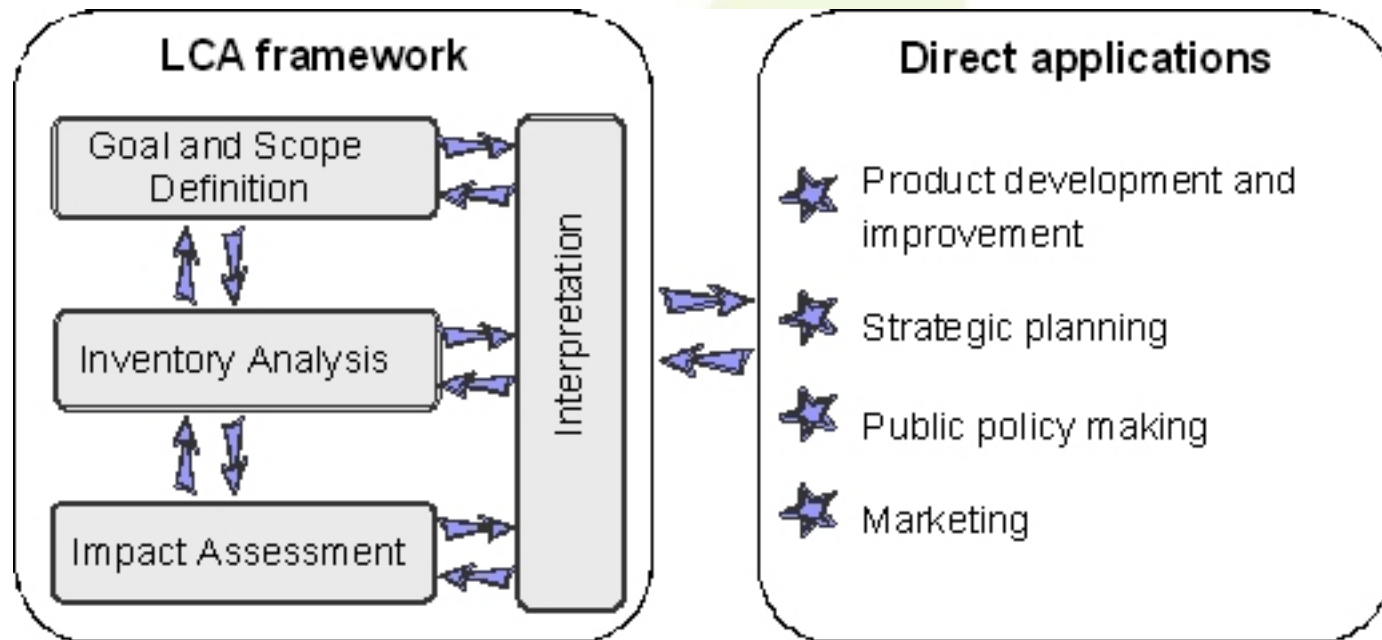 LCA framework
Goal and Scope
Definition
Inventory Analysis
Impact Assessment
Interpretation
Direct applications
Product development and
improvement
Strategic planning
Public policy making
Marketing